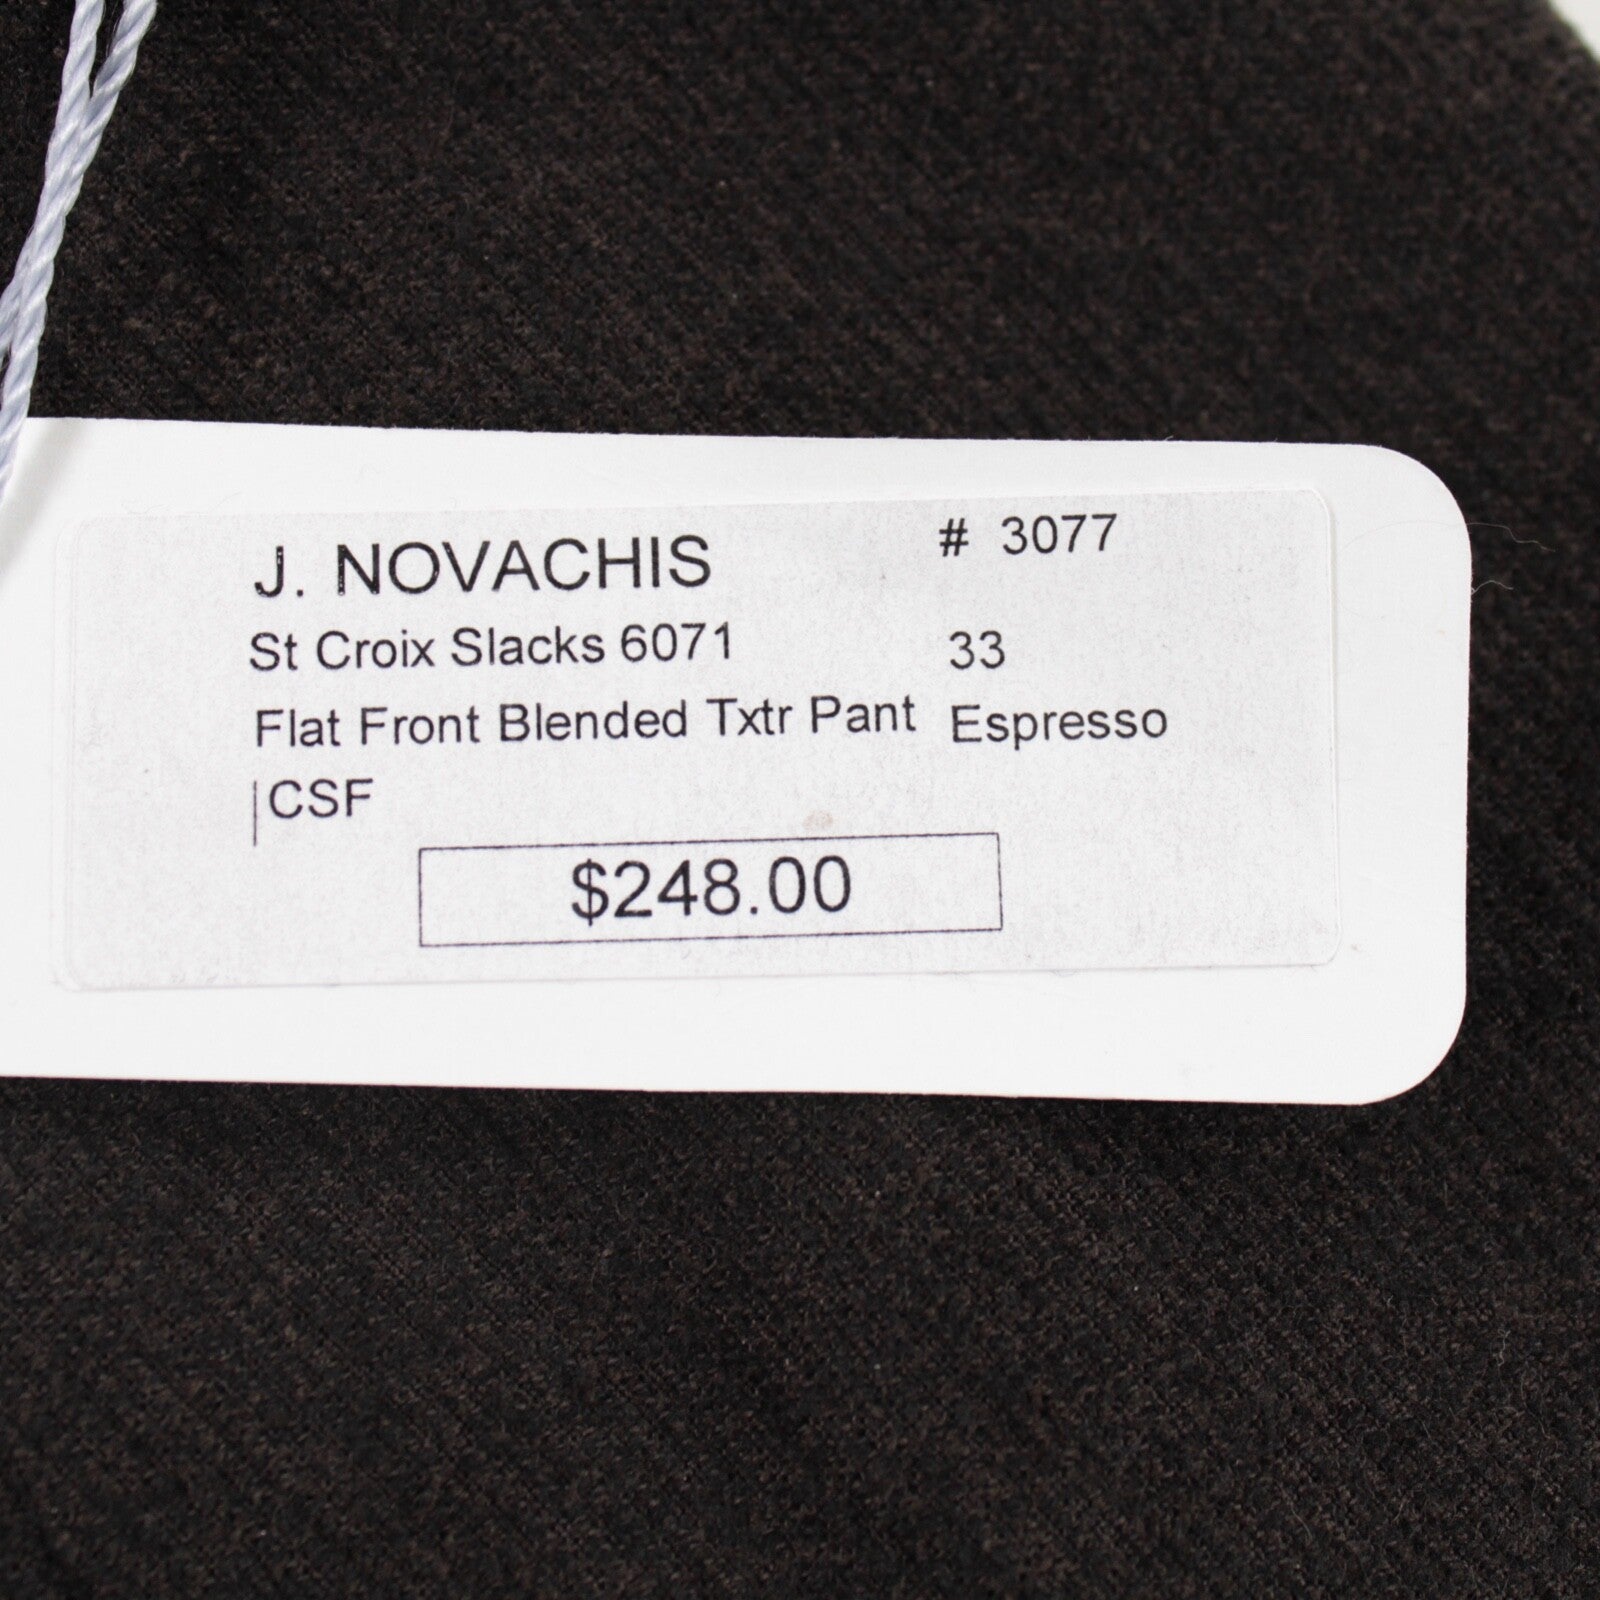 J. NOVACHIS # 3077
St Croix Slacks 6071 33
Flat Front Blended Txtr Pant Espresso
|CSF
$248.00